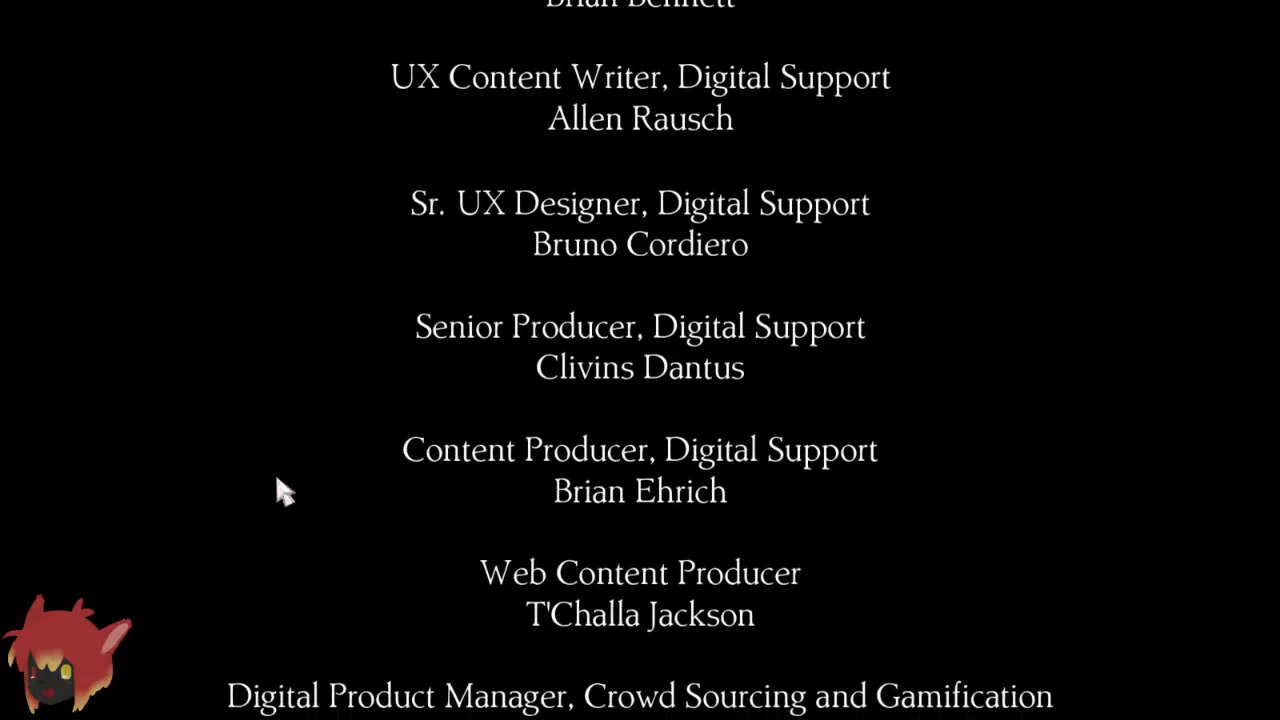 Brian Bennett
UX Content Writer, Digital Support
Allen Rausch
Sr. UX Designer, Digital Support
Bruno Cordiero
Senior Producer, Digital Support
Clivins Dantus
Content Producer, Digital Support
Brian Ehrich
Web Content Producer
T'Challa Jackson
Digital Product Manager, Crowd Sourcing and Gamification